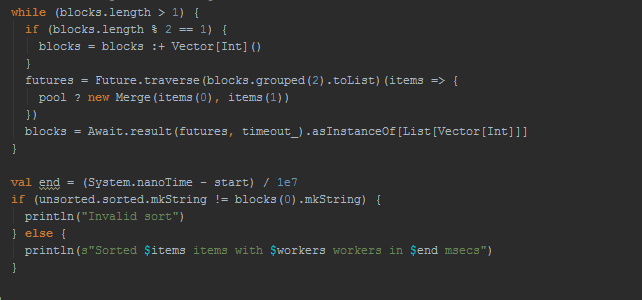 while (blocks.length > 1) {
if (blocks.length % 2 == 1) {
blocks = blocks :+ Vector[Int]()
}
futures = Future.traverse(blocks.grouped(2).toList)(items => {
pool ? new Merge(items(0), items(1))
})
blocks = Await.result(futures, timeout_).asInstanceOf[List[Vector[Int]]]
}
val end = (System.nanoTime - start) / 1e7
if (unsorted.sorted.mkString != blocks(0).mkString) {
println("Invalid sort")
} else {
println(s"Sorted $items items with $workers workers in $end msecs")
}